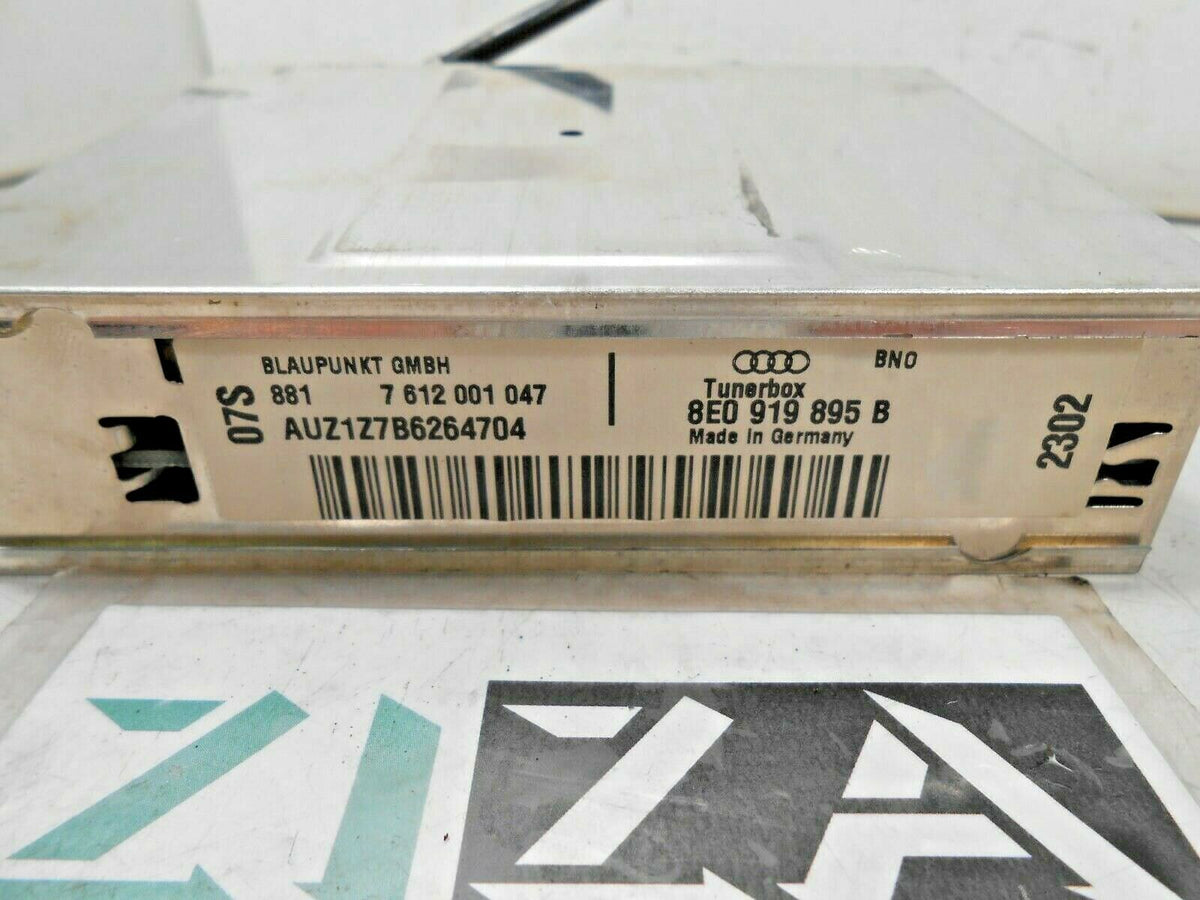 BLAUPUNKT GMBH
07S
881 7 612 001 047
AUZ1Z7B6264704
BNO
Tunerbox
8E0 919 895 B
Made in Germany
2302